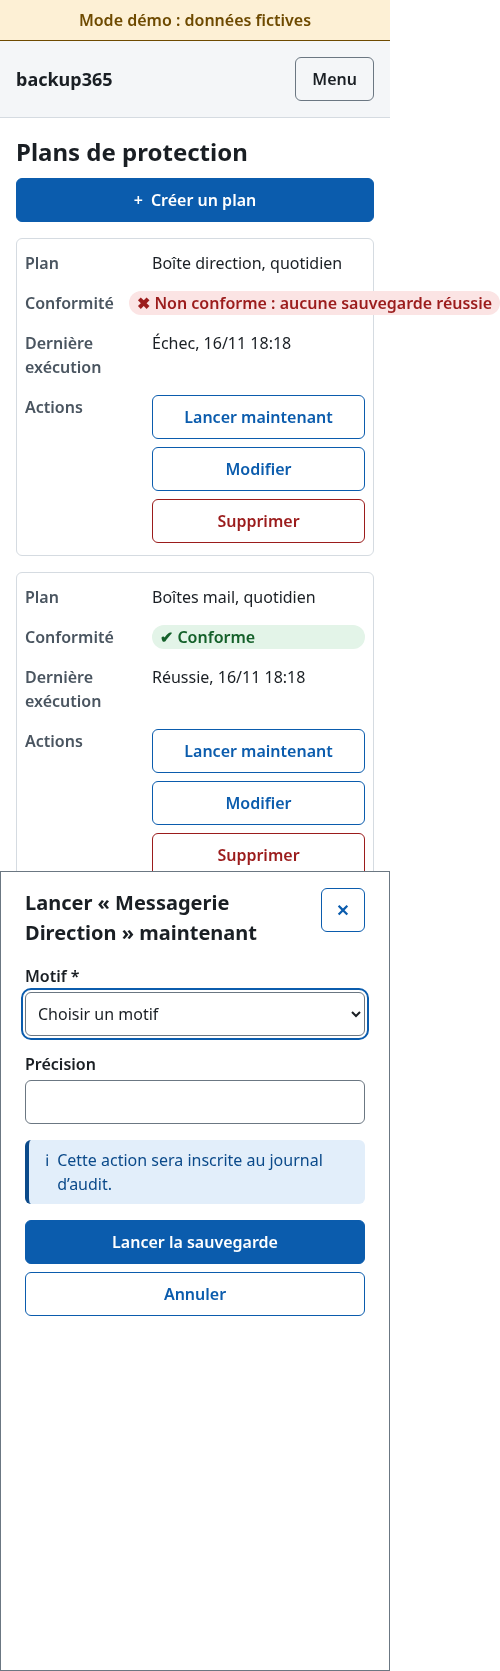 Mode démo : données fictives
backup365
Menu
Plans de protection
+ Créer un plan
Plan
Boîte direction, quotidien
Conformité
✖ Non conforme : aucune sauvegarde réussie
Dernière
exécution
Échec, 16/11 18:18
Actions
Lancer maintenant
Modifier
Supprimer
Plan
Boîtes mail, quotidien
Conformité
✔ Conforme
Dernière
exécution
Réussie, 16/11 18:18
Actions
Lancer maintenant
Modifier
Supprimer
Lancer « Messagerie
Direction » maintenant
×
Motif *
Choisir un motif
Précision
i Cette action sera inscrite au journal
d’audit.
Lancer la sauvegarde
Annuler